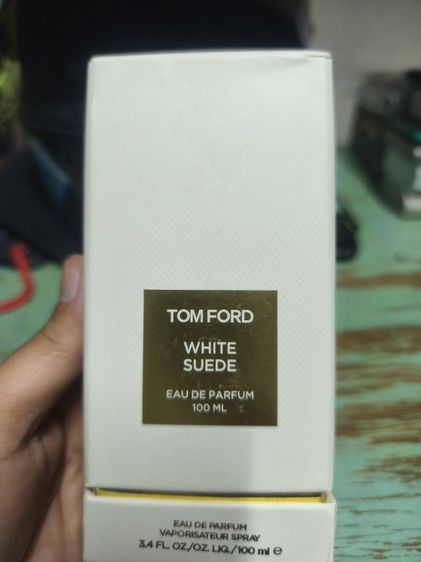 TOM FORD
WHITE
SUEDE
EAU DE PARFUM
100 ML
EAU DE PARFUM
VAPORISATEUR SPRAY
3.4 FL. OZ/OZ. LIQ./100 ml e